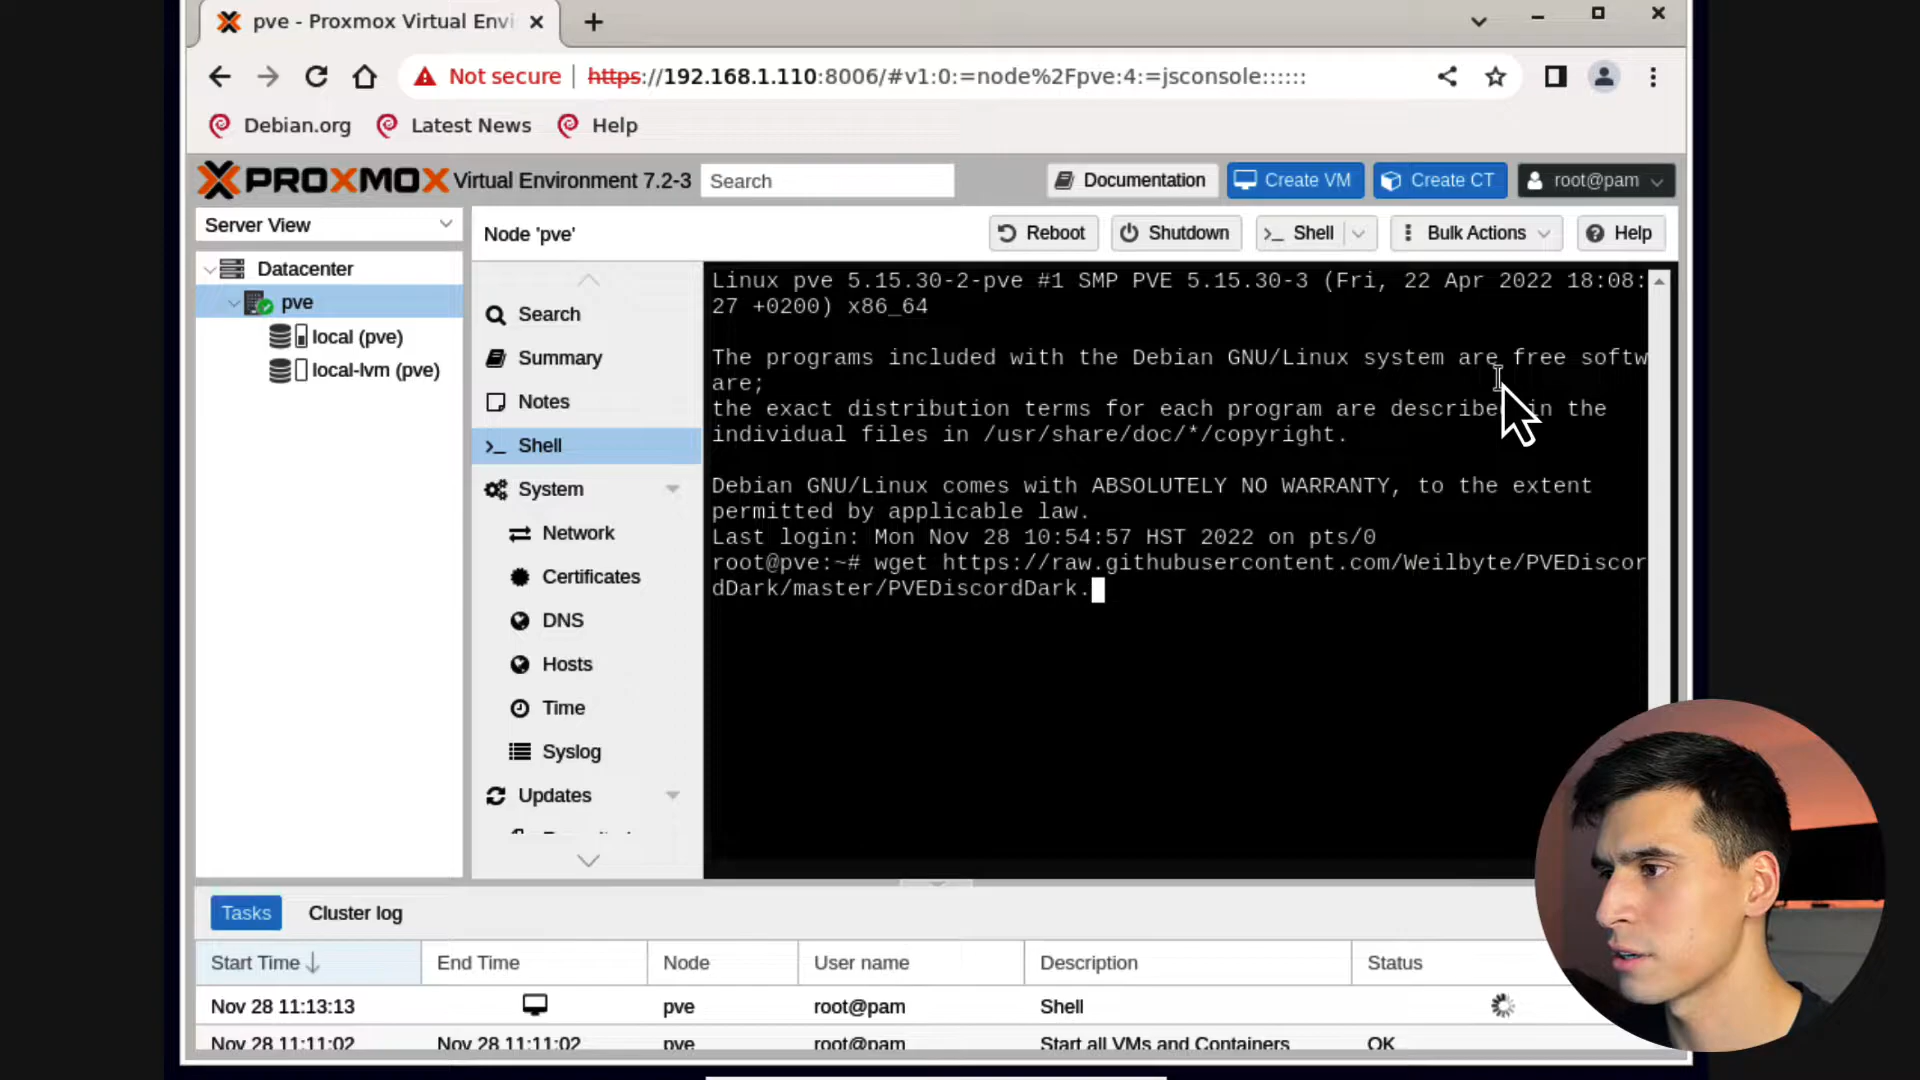 pve - Proxmox Virtual Envi
Not secure https://192.168.1.110:8006/#v1:0:=node%2Fpve:4:=jsconsole::::::
Debian.org Latest News Help
PROXMOX Virtual Environment 7.2-3 Search Documentation Create VM Create CT root@pam
Server View
Node 'pve' Reboot Shutdown >_ Shell Bulk Actions Help
Datacenter
pve
local (pve)
local-lvm (pve)
Search
Summary
Notes
>_ Shell
System
Network
Certificates
DNS
Hosts
Time
Syslog
Updates
Linux pve 5.15.30-2-pve #1 SMP PVE 5.15.30-3 (Fri, 22 Apr 2022 18:08:
27 +0200) x86_64
The programs included with the Debian GNU/Linux system are free softw
are;
the exact distribution terms for each program are described in the
individual files in /usr/share/doc/*/copyright.
Debian GNU/Linux comes with ABSOLUTELY NO WARRANTY, to the extent
permitted by applicable law.
Last login: Mon Nov 28 10:54:57 HST 2022 on pts/0
root@pve:~# wget https://raw.githubusercontent.com/Weilbyte/PVEDiscor
dDark/master/PVEDiscordDark.
Tasks Cluster log
Start Time End Time Node User name Description Status
Nov 28 11:13:13 pve root@pam Shell
Nov 28 11:11:02 Nov 28 11:11:02 pve root@pam Start all VMs and Containers OK